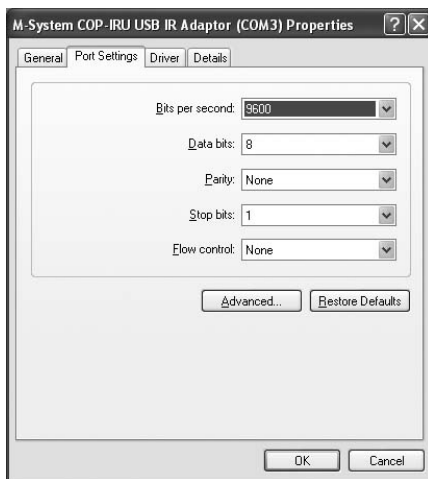 M-System COP-IRU USB IR Adaptor (COM3) Properties
General Port Settings Driver Details
Bits per second: 9600
Data bits: 8
Parity: None
Stop bits: 1
Flow control: None
Advanced... Restore Defaults
OK Cancel